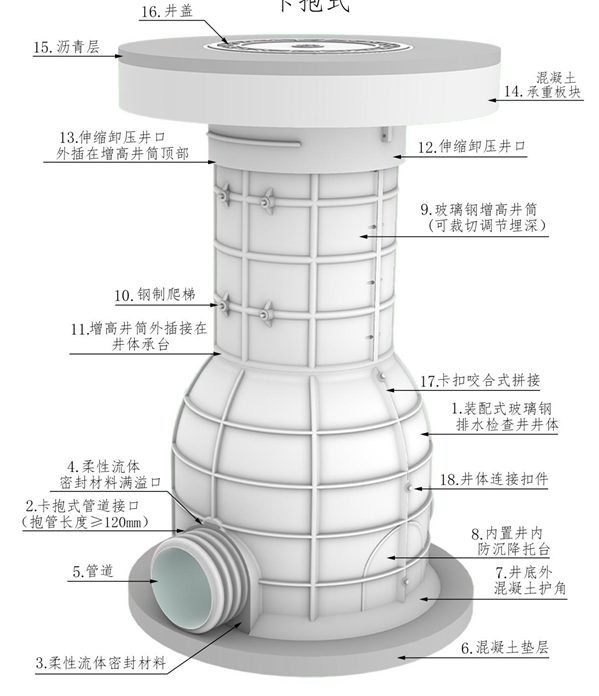 卡抱式
16.井盖
15.沥青层
混凝土
14.承重板块
13.伸缩卸压井口
外插在增高井筒顶部
12.伸缩卸压井口
9.玻璃钢增高井筒
(可裁切调节埋深)
10.钢制爬梯
11.增高井筒外插接在
井体承台
17.卡扣咬合式拼接
1.装配式玻璃钢
排水检查井井体
4.柔性流体
密封材料满溢口
18.井体连接扣件
2.卡抱式管道接口
(抱管长度≥120mm)
8.内置井内
防沉降托台
5.管道
7.井底外
混凝土护角
6.混凝土垫层
3.柔性流体密封材料